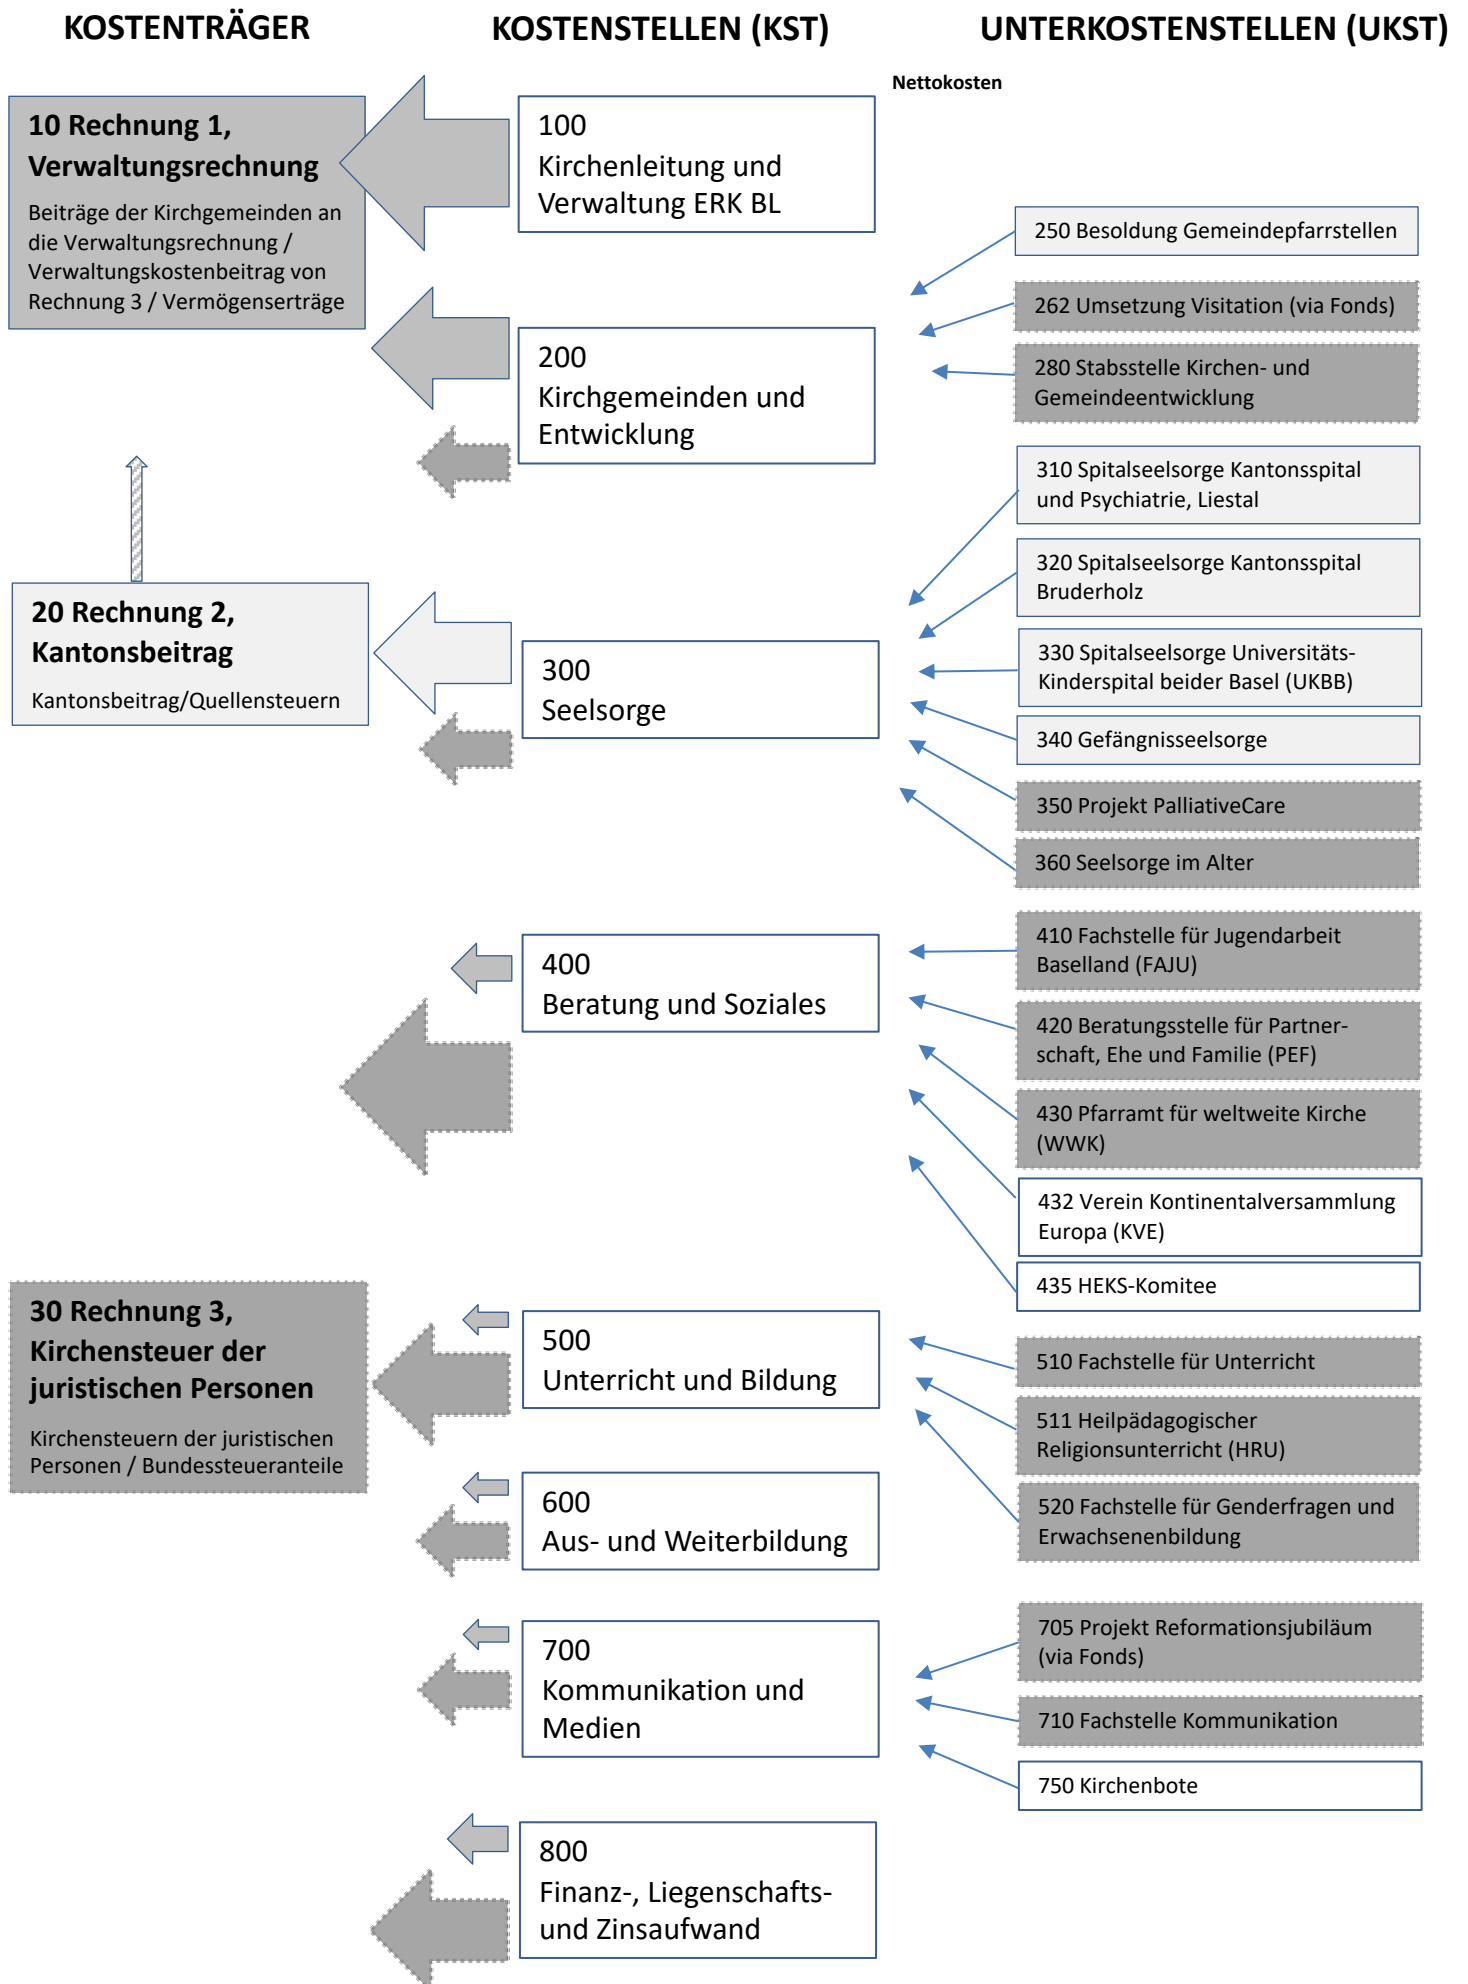 KOSTENTRÄGER
KOSTENSTELLEN (KST)
UNTERKOSTENSTELLEN (UKST)
Nettokosten
10 Rechnung 1,
Verwaltungsrechnung
Beiträge der Kirchgemeinden an
die Verwaltungsrechnung /
Verwaltungskostenbeitrag von
Rechnung 3 / Vermögenserträge
20 Rechnung 2,
Kantonsbeitrag
Kantonsbeitrag/Quellensteuern
30 Rechnung 3,
Kirchensteuer der
juristischen Personen
Kirchensteuern der juristischen
Personen / Bundessteueranteile
100
Kirchenleitung und
Verwaltung ERK BL
200
Kirchgemeinden und
Entwicklung
300
Seelsorge
400
Beratung und Soziales
500
Unterricht und Bildung
600
Aus- und Weiterbildung
700
Kommunikation und
Medien
800
Finanz-, Liegenschafts-
und Zinsaufwand
250 Besoldung Gemeindepfarrstellen
262 Umsetzung Visitation (via Fonds)
280 Stabsstelle Kirchen- und
Gemeindeentwicklung
310 Spitalseelsorge Kantonsspital
und Psychiatrie, Liestal
320 Spitalseelsorge Kantonsspital
Bruderholz
330 Spitalseelsorge Universitäts-
Kinderspital beider Basel (UKBB)
340 Gefängnisseelsorge
350 Projekt PalliativeCare
360 Seelsorge im Alter
410 Fachstelle für Jugendarbeit
Baselland (FAJU)
420 Beratungsstelle für Partner-
schaft, Ehe und Familie (PEF)
430 Pfarramt für weltweite Kirche
(WWK)
432 Verein Kontinentalversammlung
Europa (KVE)
435 HEKS-Komitee
510 Fachstelle für Unterricht
511 Heilpädagogischer
Religionsunterricht (HRU)
520 Fachstelle für Genderfragen und
Erwachsenenbildung
705 Projekt Reformationsjubiläum
(via Fonds)
710 Fachstelle Kommunikation
750 Kirchenbote